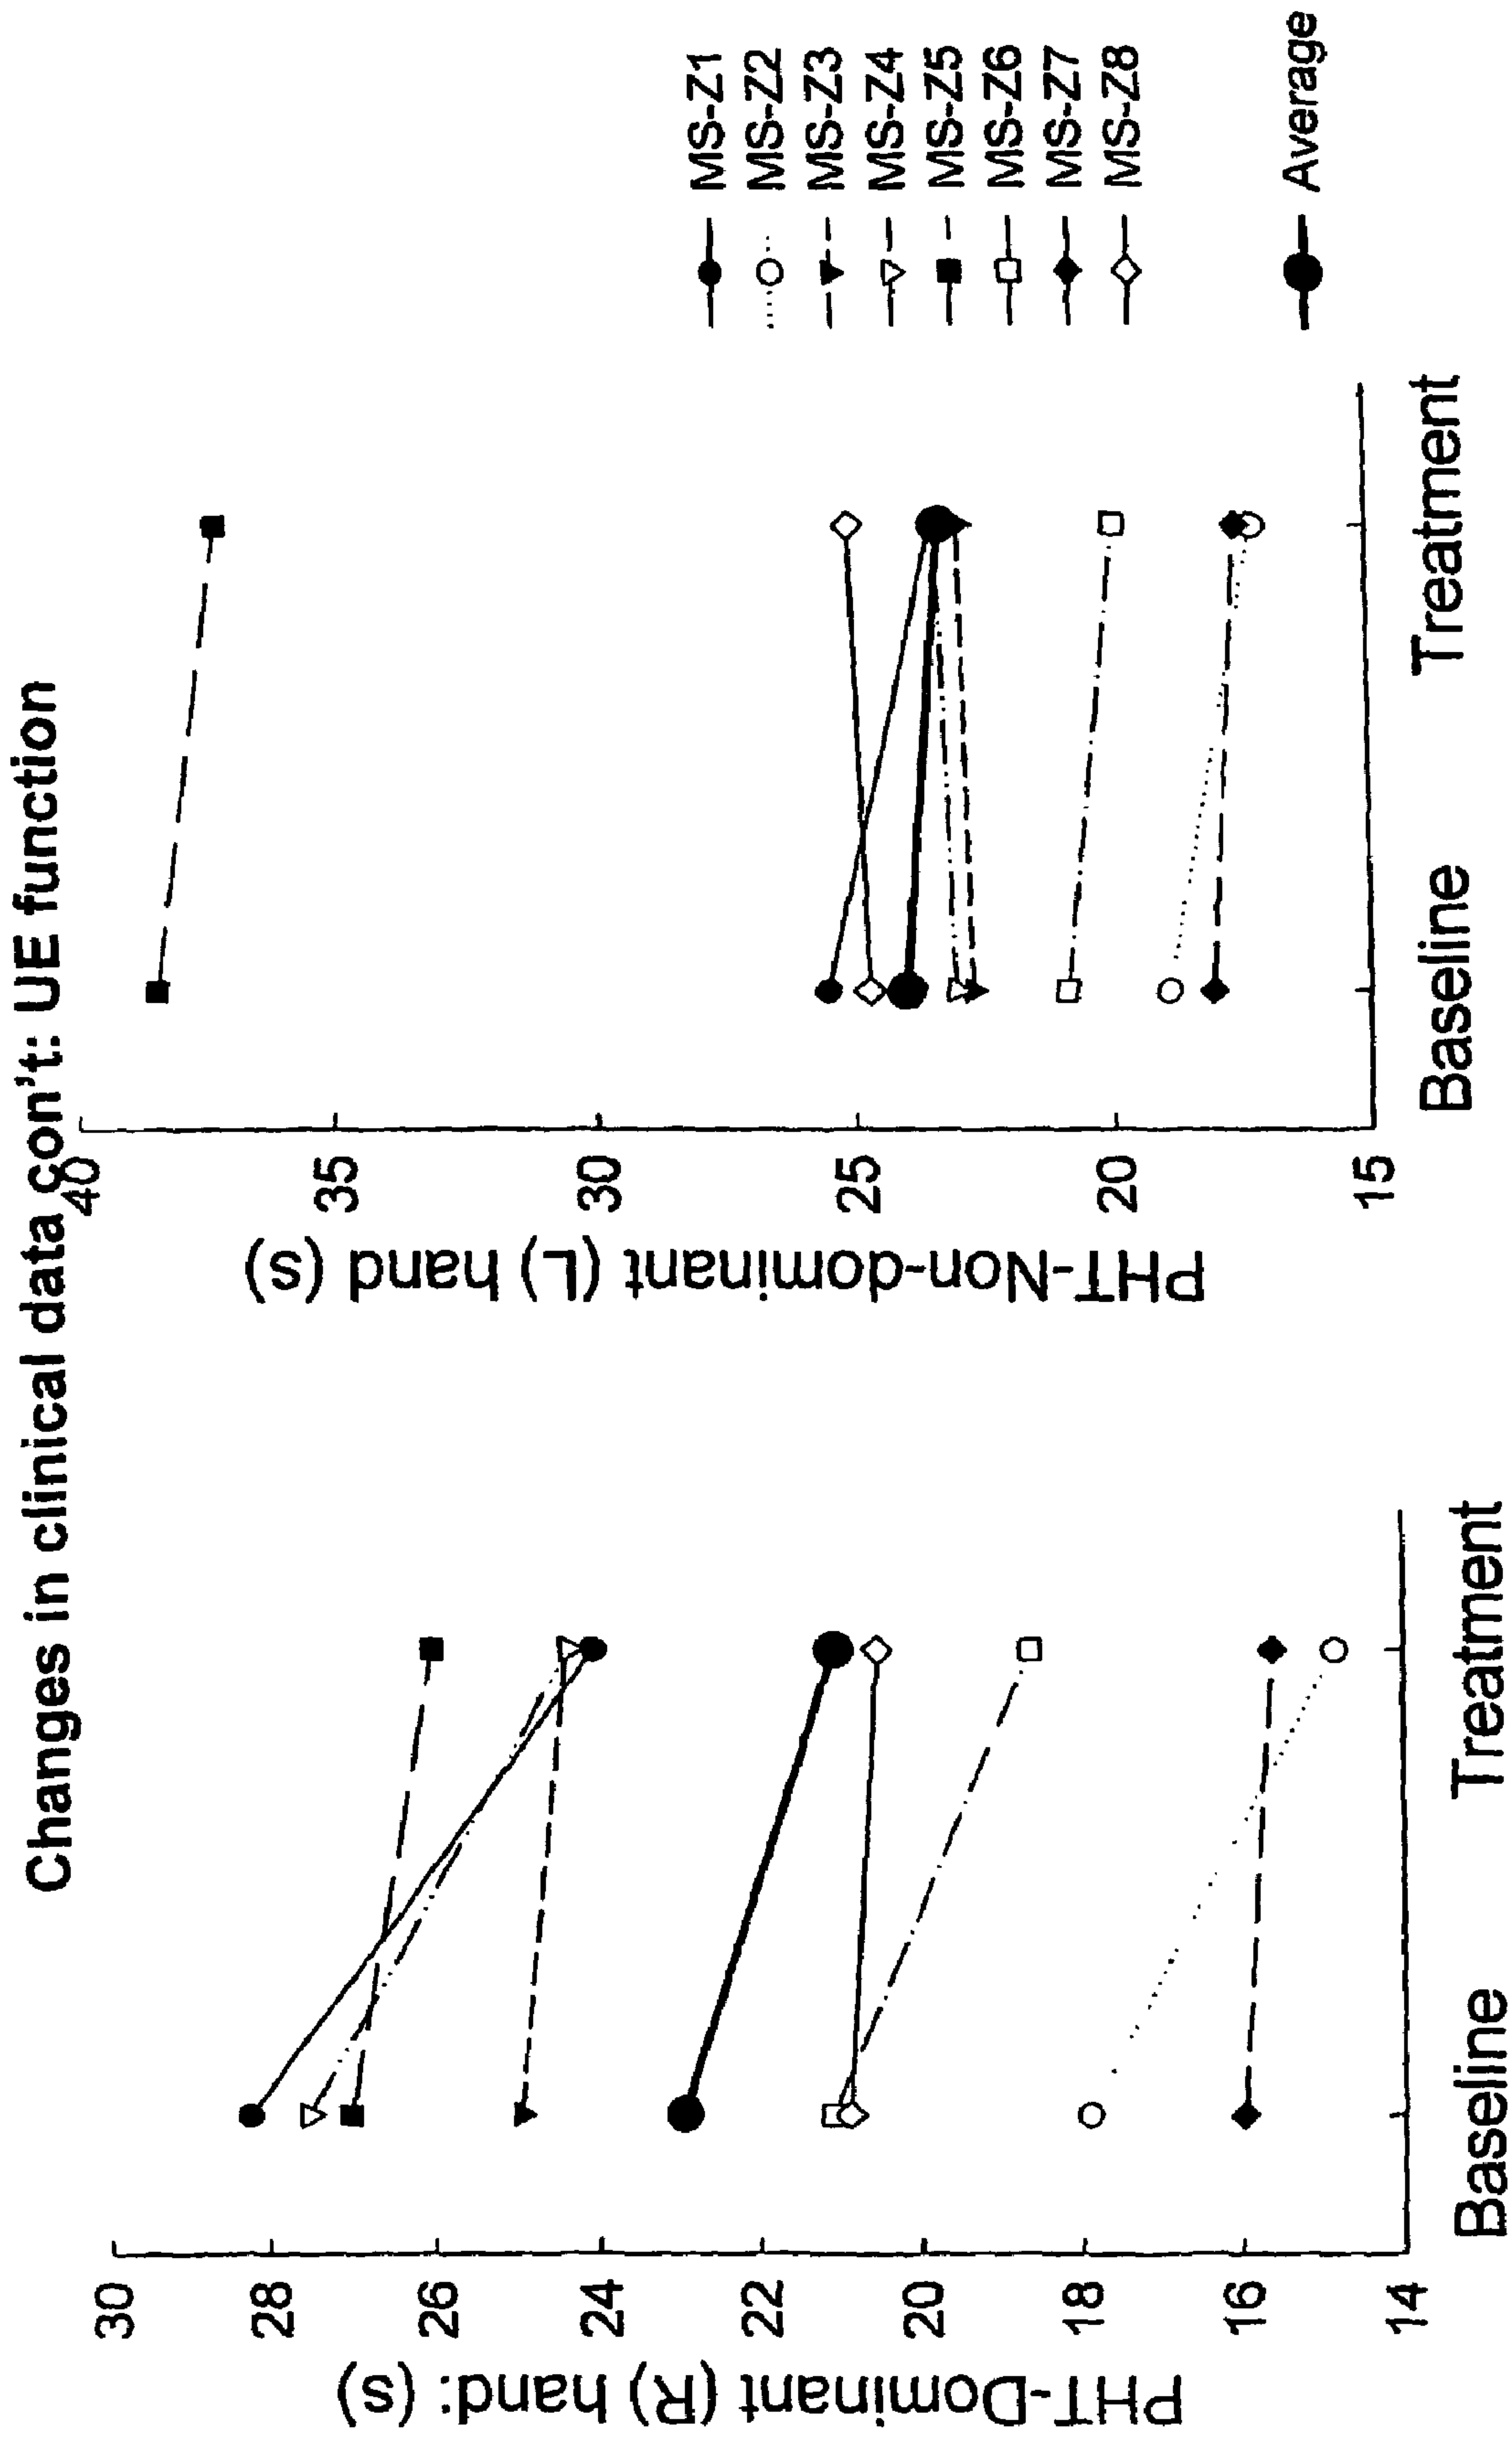 Changes in clinical data con't: UE function
PHT-Dominant (R) hand: (s)
30
28
26
24
22
20
18
16
14
Baseline
Treatment
PHT-Non-dominant (L) hand (s)
40
35
30
25
20
15
Baseline
Treatment
MS-Z1
MS-Z2
MS-Z3
MS-Z4
MS-Z5
MS-Z6
MS-Z7
MS-Z8
Average